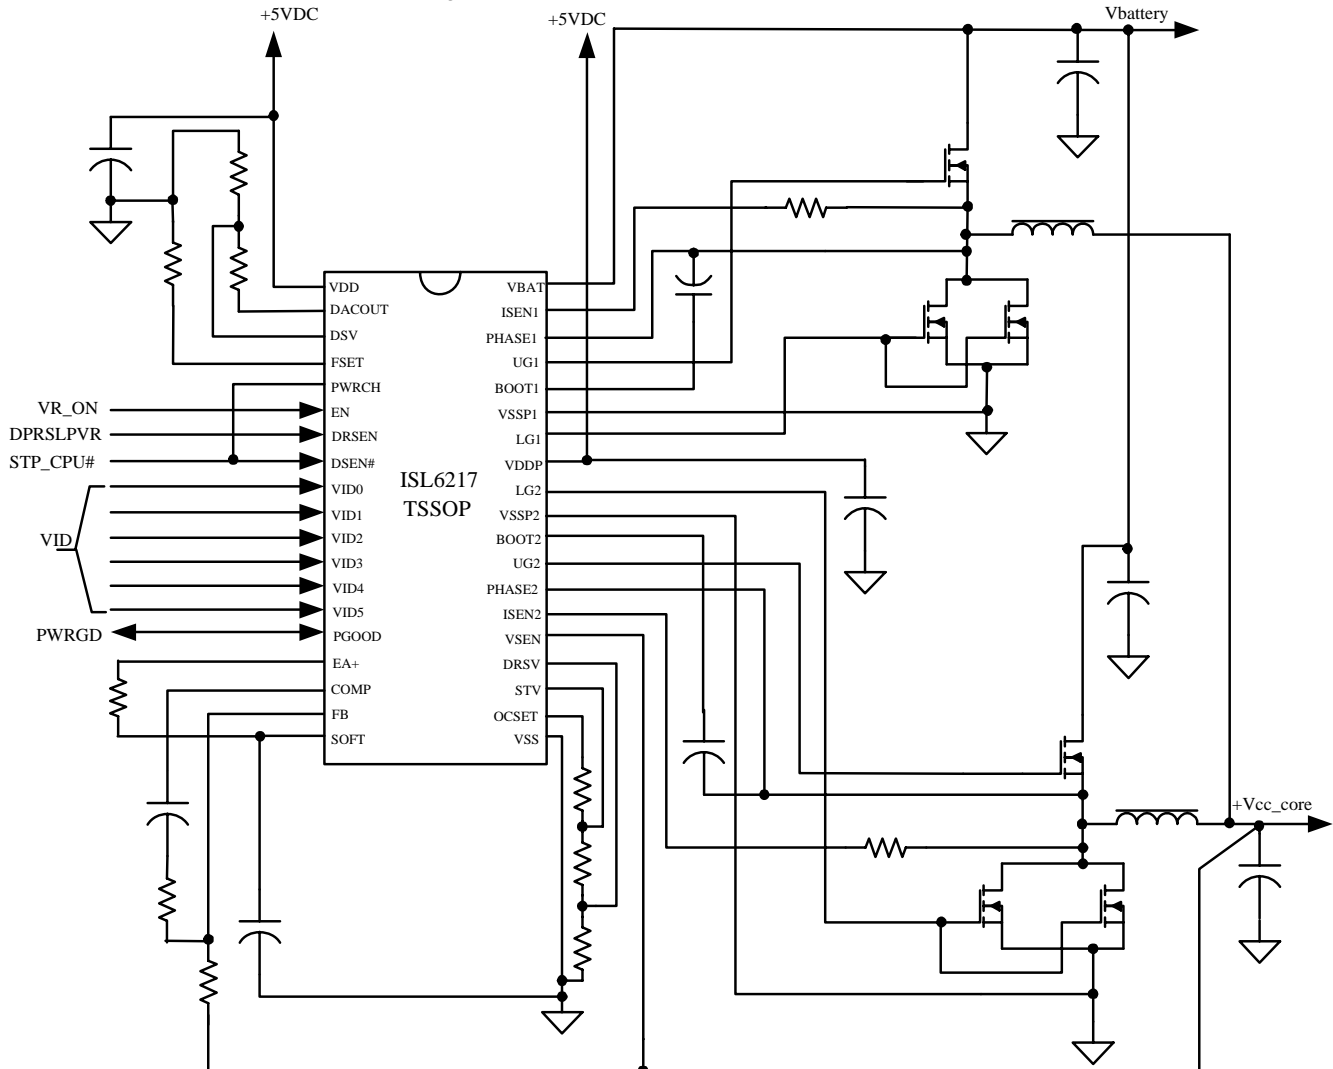 +5VDC
+5VDC
Vbattery
VDD
DACOUT
DSV
FSET
PWRCH
EN
DRSEN
DSEN#
VID0
VID1
VID2
VID3
VID4
VID5
PGOOD
EA+
COMP
FB
SOFT
VR_ON
DPRSLPVR
STP_CPU#
VID
PWRGD
ISL6217
TSSOP
VBAT
ISEN1
PHASE1
UG1
BOOT1
VSSP1
LG1
VDDP
LG2
VSSP2
BOOT2
UG2
PHASE2
ISEN2
VSEN
DRSV
STV
OCSET
VSS
+Vcc_core